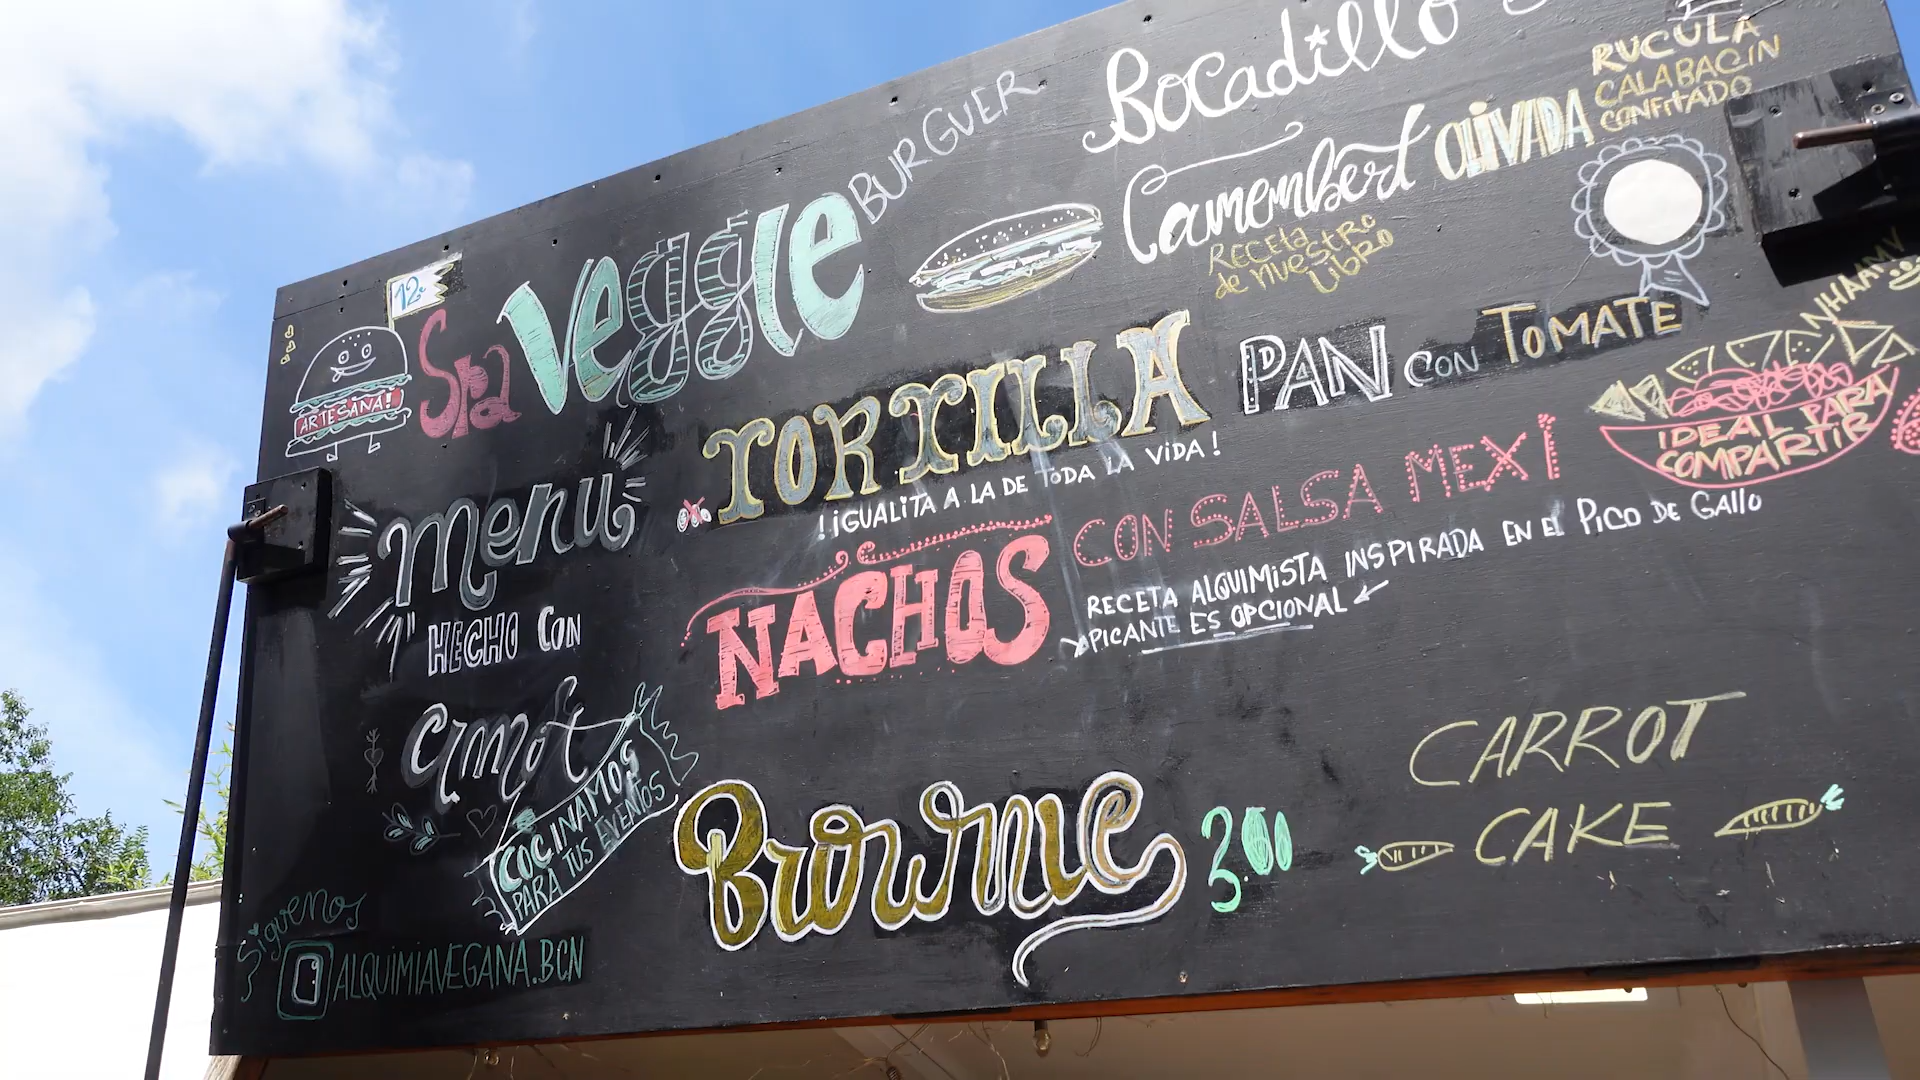 BOCadillo
RUCULA
CALABACIN
CONFITADO
Camembert OLIVADA
RECETA
de NUESTRO
LIBRO
12€
ARTESANA!
Spa VeggIe BURGUER
TORTILLA PAN CON TOMATE
!¡GUALITA A LA DE TODA LA VIDA!
NHAMMY
IDEAL PARA
COMPARTIR
Menu
HECHO CON
amor
NACHOS CON SALSA MEXI
RECETA ALQUIMISTA INSPIRADA EN El PICO DE GAllO
PICANTE ES OPCIONAL
COCINAMOS
PARA TUS EVENTOS
Brownie 3.00
CARROT
CAKE
Síguenos
ALQUIMIAVEGANA.BCN